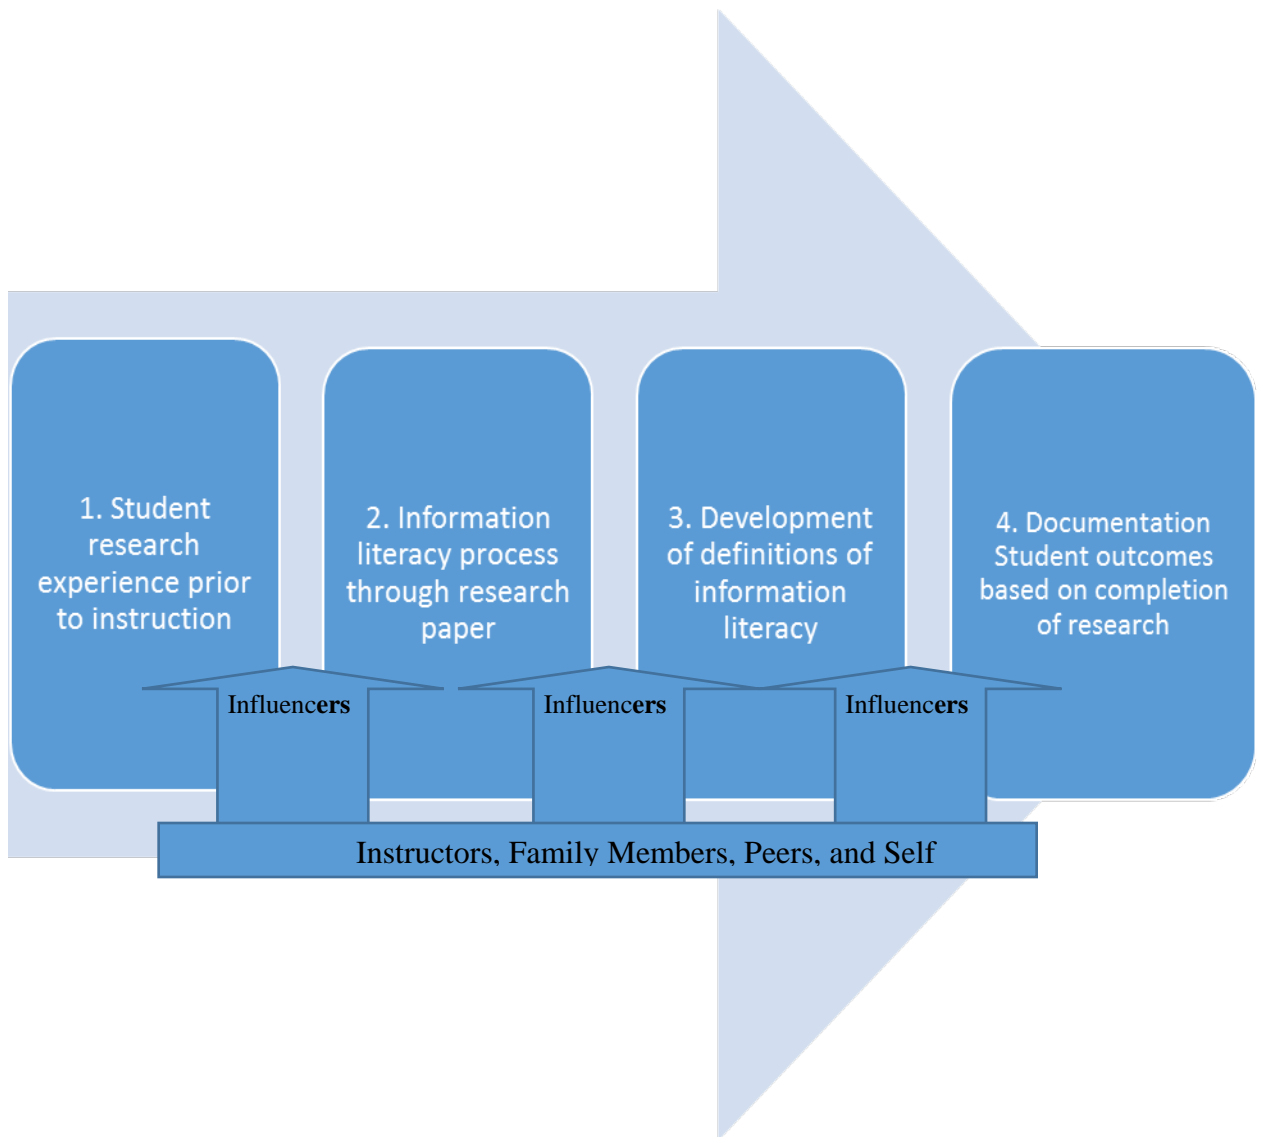 1. Student
research
experience prior
to instruction
2. Information
literacy process
through research
paper
3. Development
of definitions of
information
literacy
4. Documentation
Student outcomes
based on completion
of research
Influencers
Influencers
Influencers
Instructors, Family Members, Peers, and Self